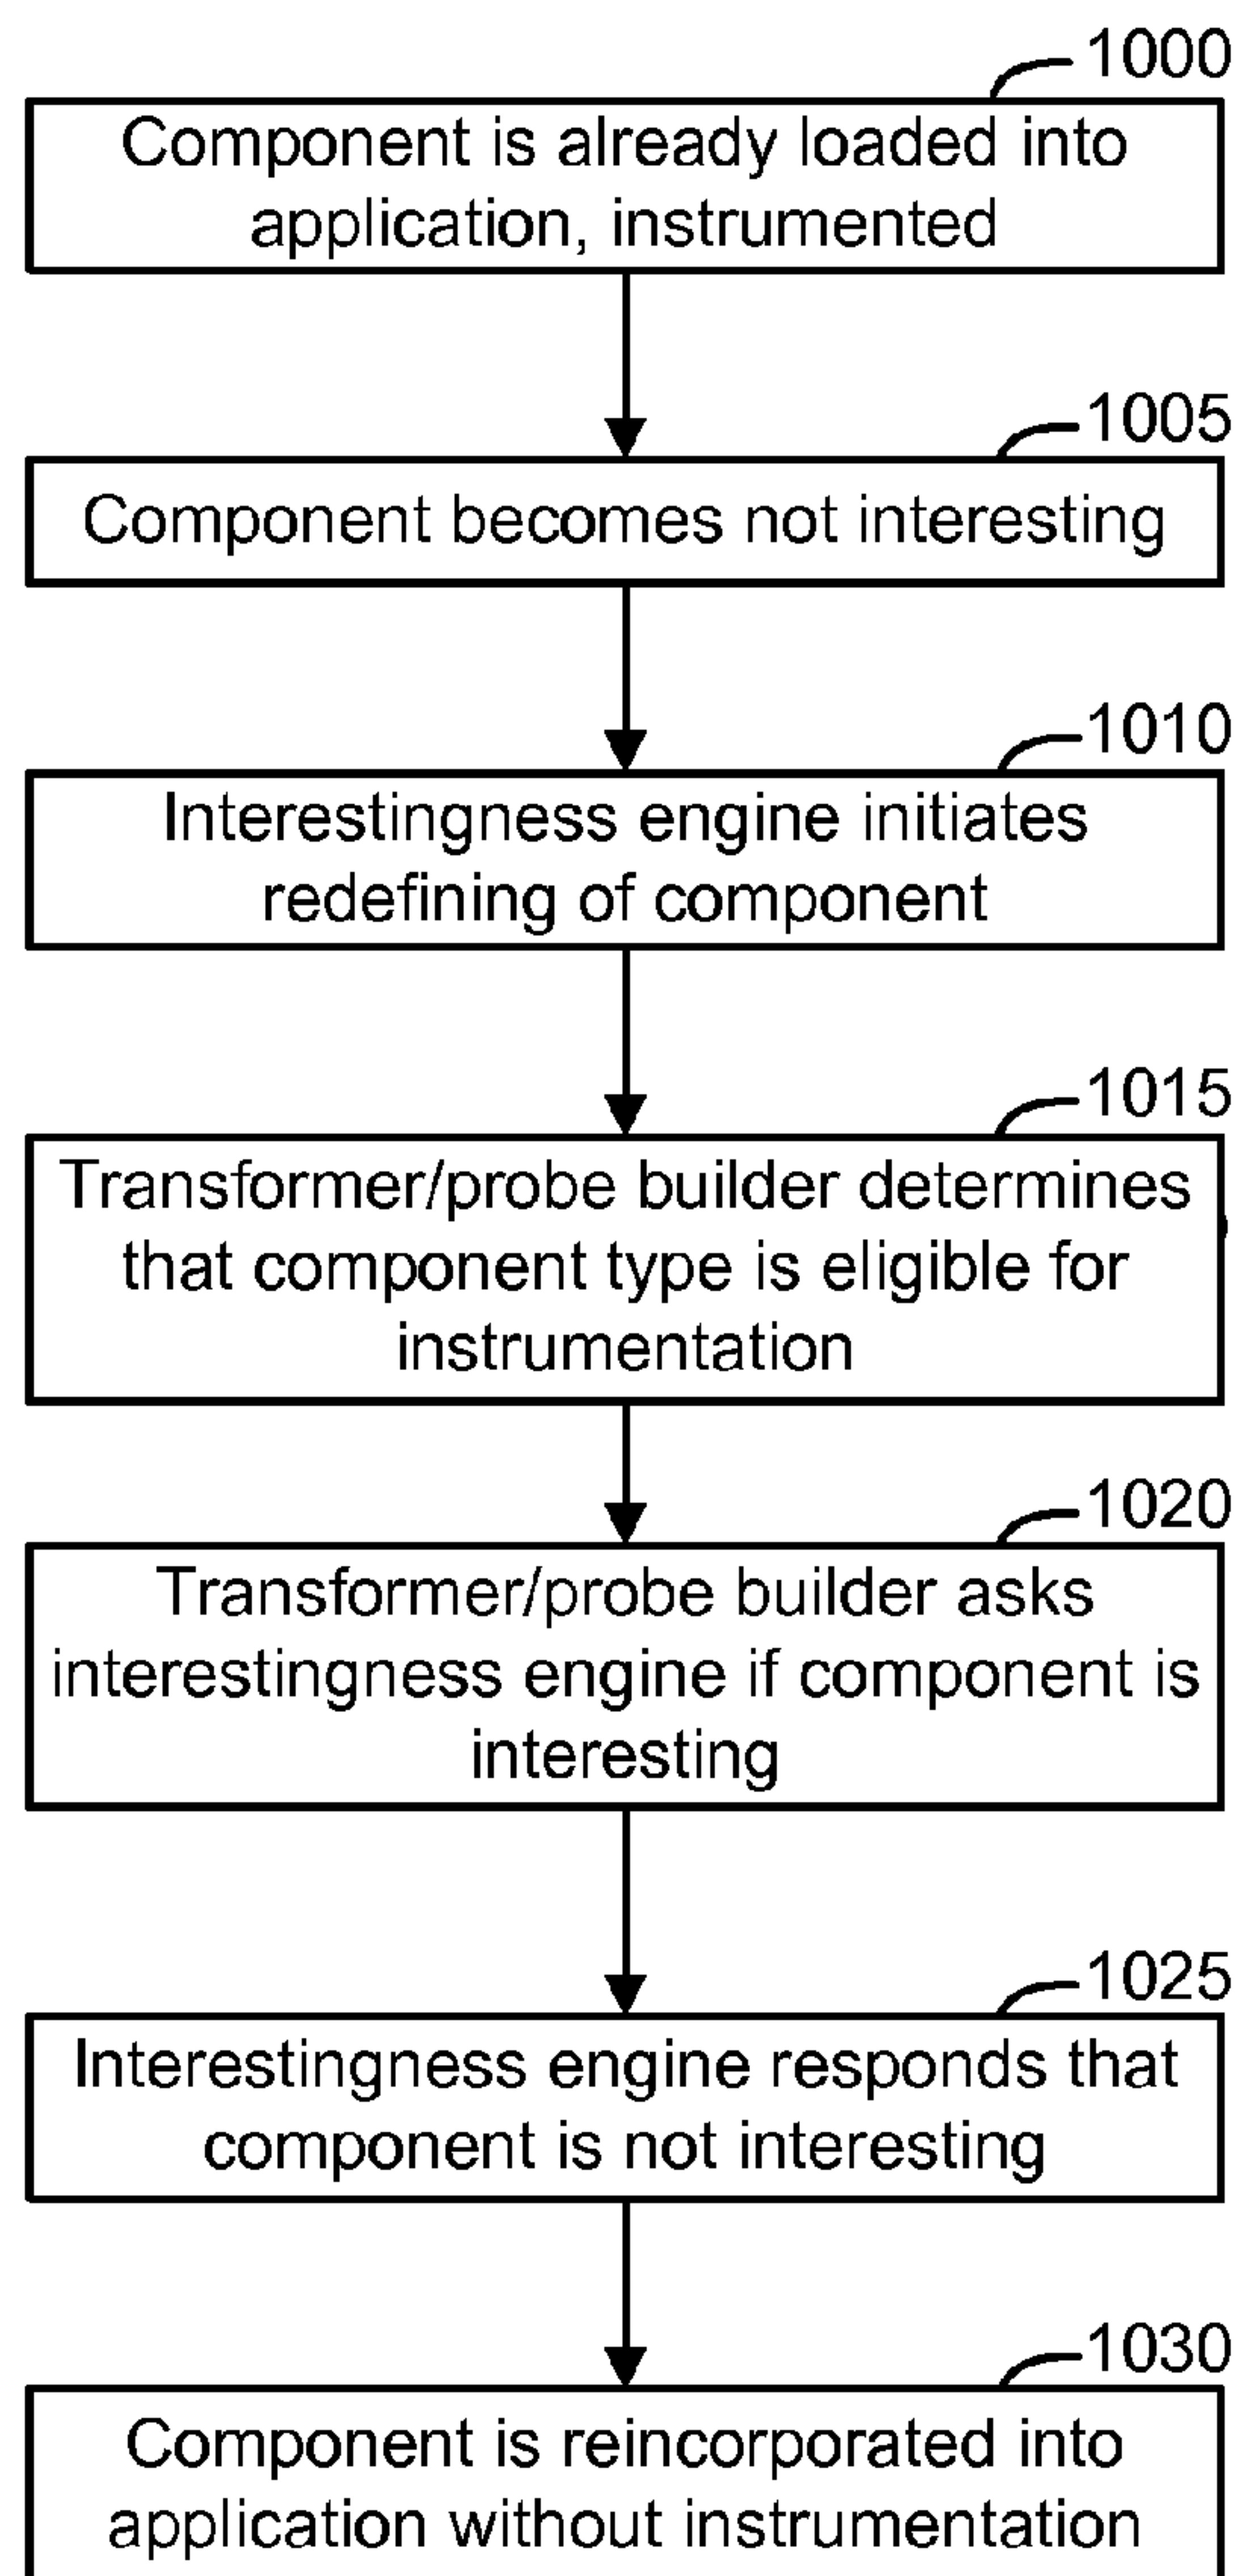 1000
Component is already loaded into
application, instrumented
1005
Component becomes not interesting
1010
Interestingness engine initiates
redefining of component
1015
Transformer/probe builder determines
that component type is eligible for
instrumentation
1020
Transformer/probe builder asks
interestingness engine if component is
interesting
1025
Interestingness engine responds that
component is not interesting
1030
Component is reincorporated into
application without instrumentation